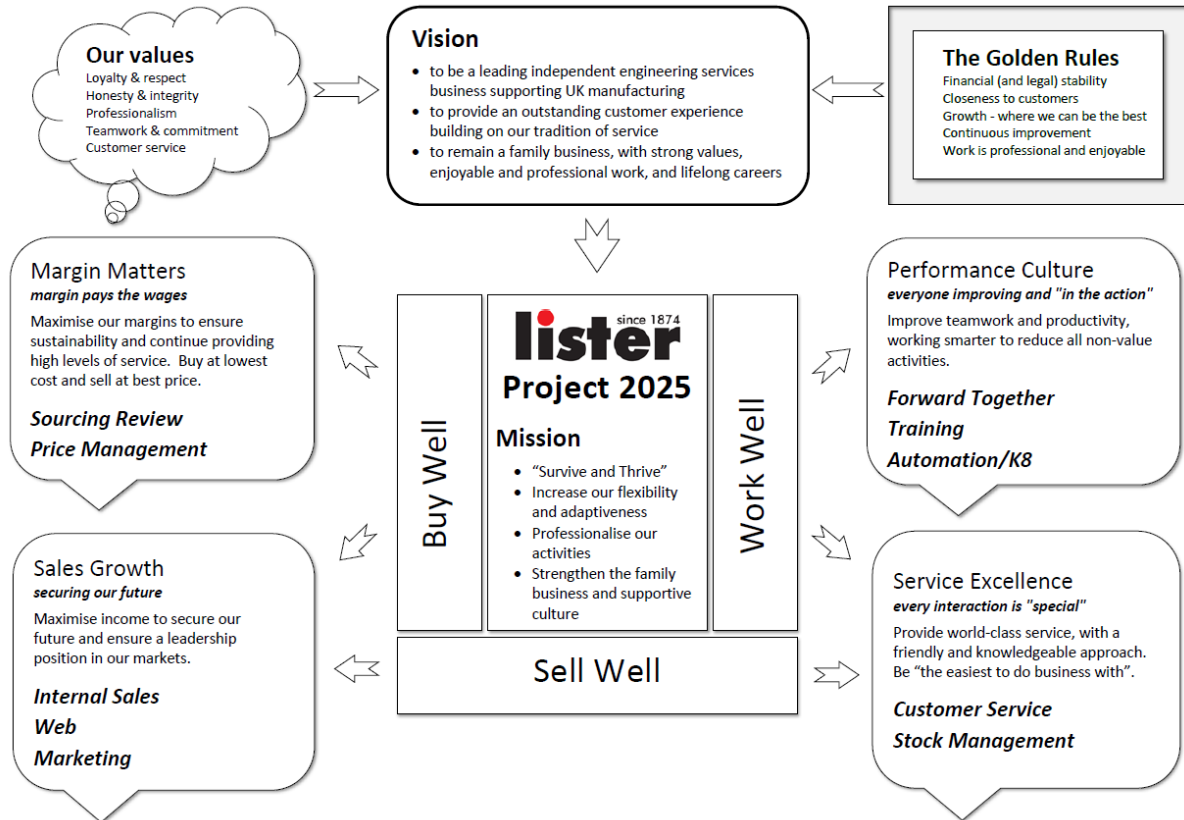 Our values
Loyalty & respect
Honesty & integrity
Professionalism
Teamwork & commitment
Customer service
Vision
• to be a leading independent engineering services
business supporting UK manufacturing
• to provide an outstanding customer experience
building on our tradition of service
• to remain a family business, with strong values,
enjoyable and professional work, and lifelong careers
The Golden Rules
Financial (and legal) stability
Closeness to customers
Growth - where we can be the best
Continuous improvement
Work is professional and enjoyable
Margin Matters
margin pays the wages
Maximise our margins to ensure
sustainability and continue providing
high levels of service. Buy at lowest
cost and sell at best price.
Sourcing Review
Price Management
Buy Well
since 1874
lister
Project 2025
Mission
• “Survive and Thrive”
• Increase our flexibility
and adaptiveness
• Professionalise our
activities
• Strengthen the family
business and supportive
culture
Work Well
Sell Well
Performance Culture
everyone improving and "in the action"
Improve teamwork and productivity,
working smarter to reduce all non-value
activities.
Forward Together
Training
Automation/K8
Sales Growth
securing our future
Maximise income to secure our
future and ensure a leadership
position in our markets.
Internal Sales
Web
Marketing
Service Excellence
every interaction is "special"
Provide world-class service, with a
friendly and knowledgeable approach.
Be “the easiest to do business with”.
Customer Service
Stock Management